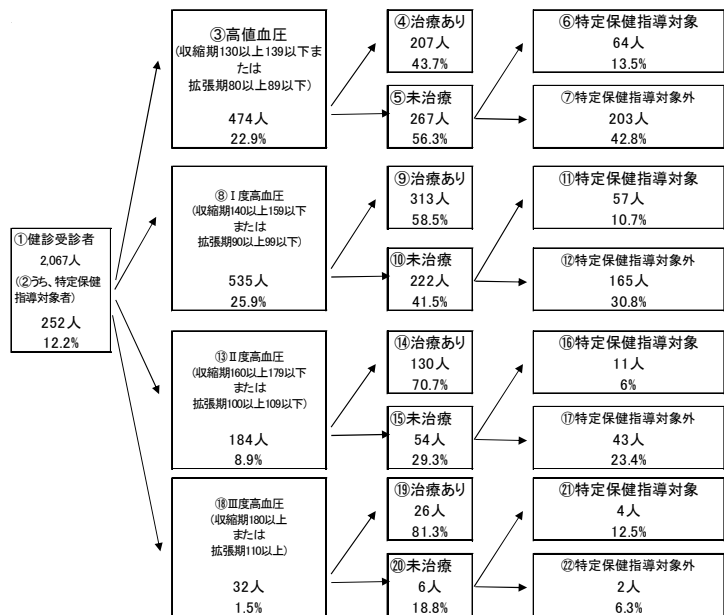 ①健診受診者
2,067人
(②うち、特定保健
指導対象者)
252人
12.2%
③高値血圧
(収縮期130以上139以下ま
たは
拡張期80以上89以下)
474人
22.9%
④治療あり
207人
43.7%
⑤未治療
267人
56.3%
⑥特定保健指導対象
64人
13.5%
⑦特定保健指導対象外
203人
42.8%
⑧Ⅰ度高血圧
(収縮期140以上159以下
または
拡張期90以上99以下)
535人
25.9%
⑨治療あり
313人
58.5%
⑩未治療
222人
41.5%
⑪特定保健指導対象
57人
10.7%
⑫特定保健指導対象外
165人
30.8%
⑬Ⅱ度高血圧
(収縮期160以上179以下
または
拡張期100以上109以下)
184人
8.9%
⑭治療あり
130人
70.7%
⑮未治療
54人
29.3%
⑯特定保健指導対象
11人
6%
⑰特定保健指導対象外
43人
23.4%
⑱Ⅲ度高血圧
(収縮期180以上
または
拡張期110以上)
32人
1.5%
⑲治療あり
26人
81.3%
⑳未治療
6人
18.8%
㉑特定保健指導対象
4人
12.5%
㉒特定保健指導対象外
2人
6.3%